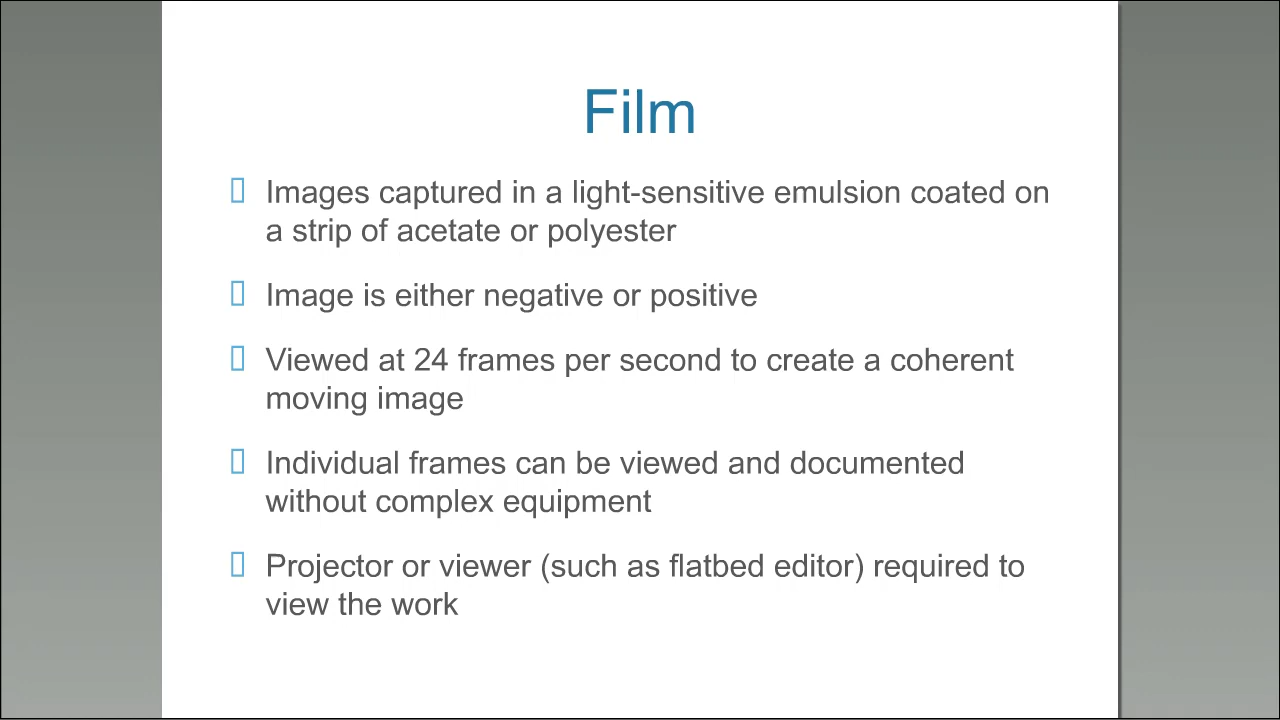 Film
Images captured in a light-sensitive emulsion coated on
a strip of acetate or polyester
Image is either negative or positive
Viewed at 24 frames per second to create a coherent
moving image
Individual frames can be viewed and documented
without complex equipment
Projector or viewer (such as flatbed editor) required to
view the work